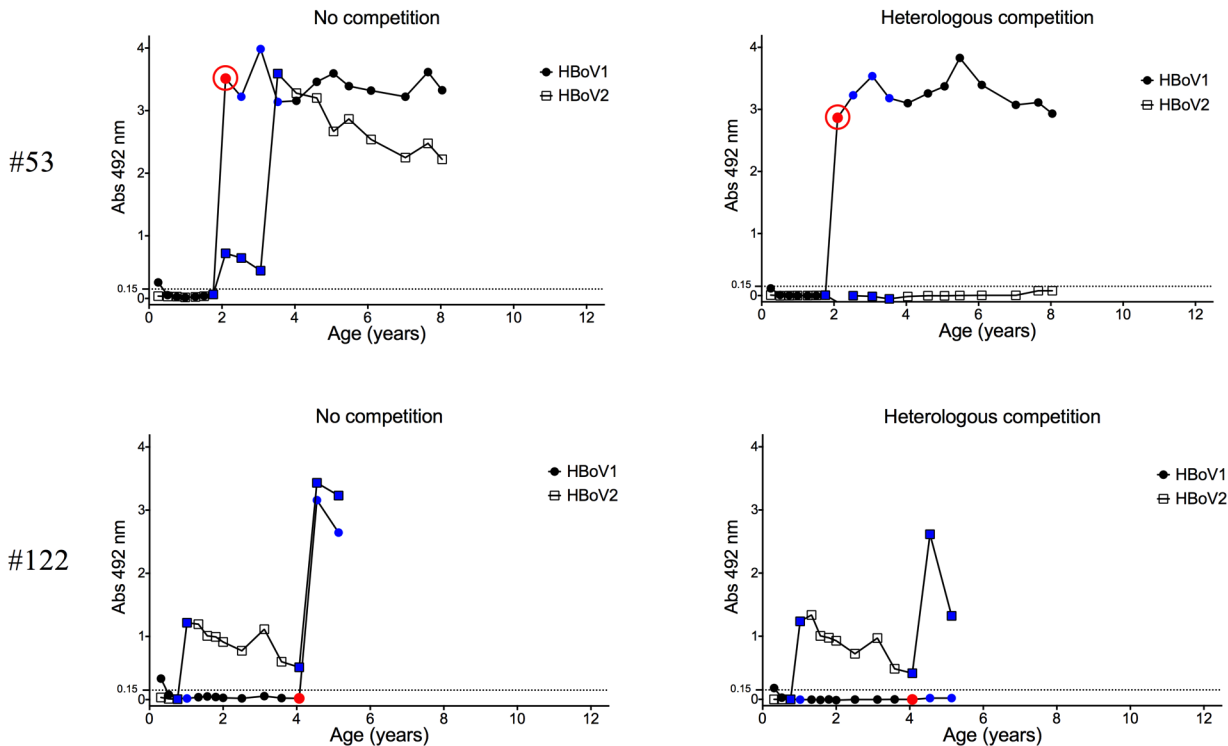 No competition
Heterologous competition
#53
Abs 492 nm
4
3
2
1
0.15
0
0 2 4 6 8 10 12
Age (years)
HBoV1
HBoV2
Abs 492 nm
4
3
2
1
0.15
0
0 2 4 6 8 10 12
Age (years)
HBoV1
HBoV2
No competition
Heterologous competition
#122
Abs 492 nm
4
3
2
1
0.15
0
0 2 4 6 8 10 12
Age (years)
HBoV1
HBoV2
Abs 492 nm
4
3
2
1
0.15
0
0 2 4 6 8 10 12
Age (years)
HBoV1
HBoV2